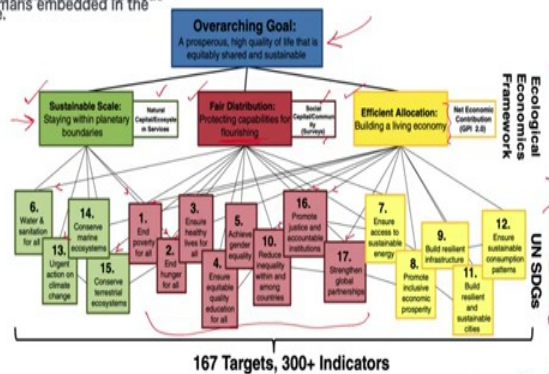 mans embedded in the
e.
Overarching Goal:
A prosperous, high quality of life that is
equitably shared and sustainable
Sustainable Scale:
Staying within planetary
boundaries
Natural
Capital/Ecosyste
m Services
Fair Distribution:
Protecting capabilities for
flourishing
Social
Capital/Commun
ity
(Surveys)
Efficient Allocation:
Building a living economy
Net Economic
Contribution
(GPI 2.0)
Ecological
Economics
Framework
6.
Water &
sanitation
for all
14.
Conserve
marine
ecosystems
13.
Urgent
action on
climate
change
15.
Conserve
terrestrial
ecosystems
1.
End
poverty for
all
2.
End
hunger for
all
3.
Ensure
healthy
lives for
all
4.
Ensure
equitable
quality
education
for all
5.
Achieve
gender
equality
10.
Reduce
inequality
within and
among
countries
16.
Promote
justice and
accountable
institutions
17.
Strengthen
global
partnerships
7.
Ensure
access to
sustainable
energy
8.
Promote
inclusive
economic
prosperity
9.
Build resilient
infrastructure
11.
Build
resilient
and
sustainable
cities
12.
Ensure
sustainable
consumption
patterns
UN SDGs
167 Targets, 300+ Indicators